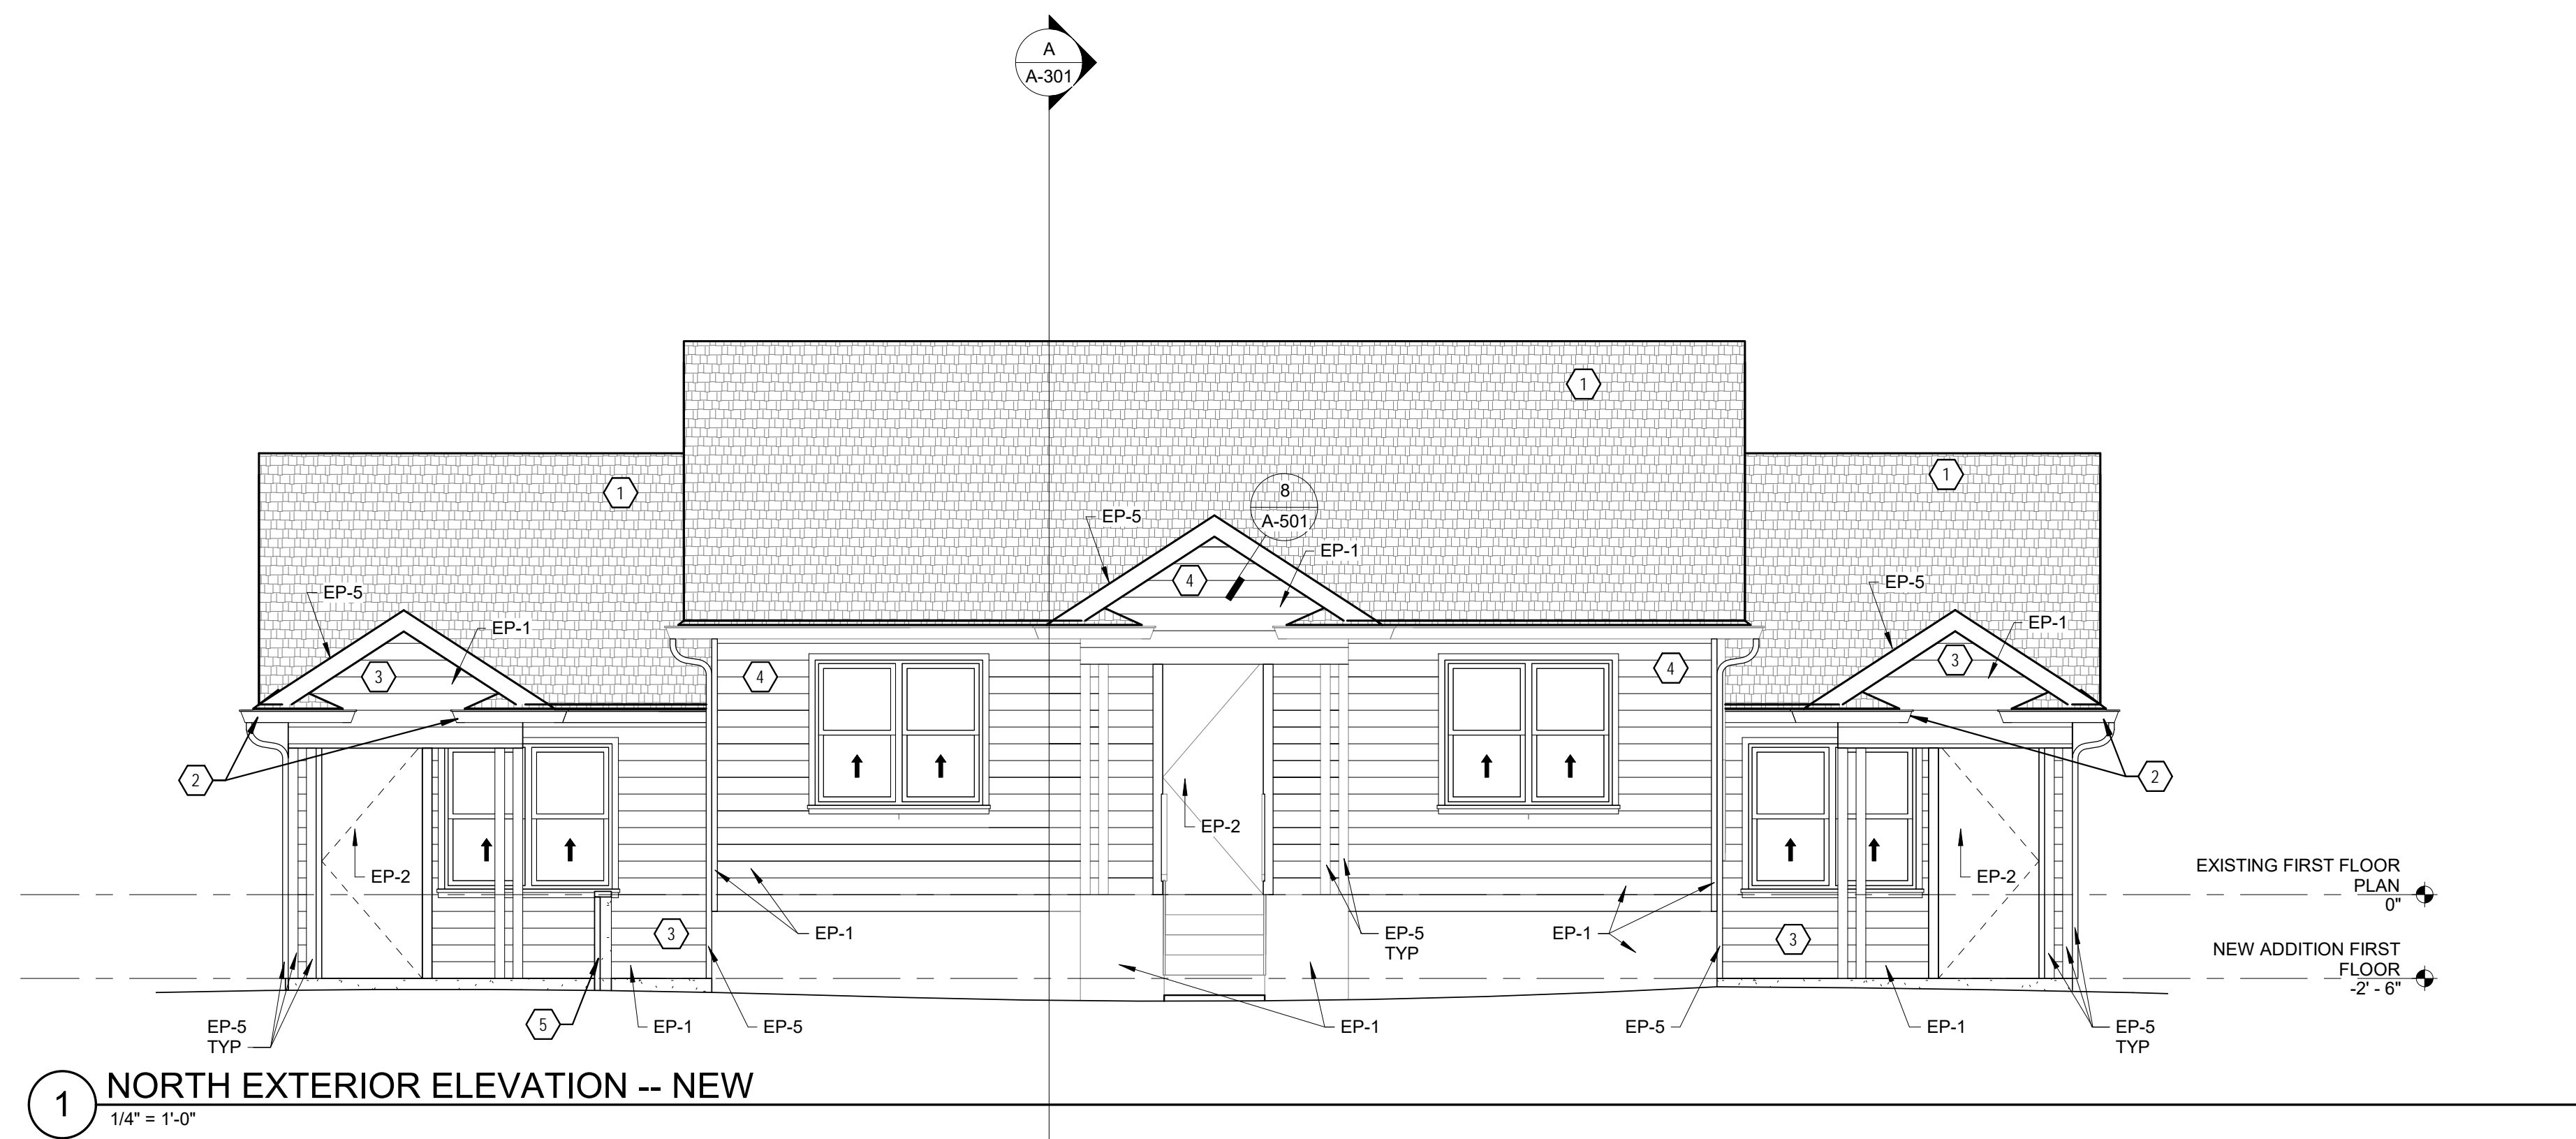 A
A-301
1
1
1
8
A-501
EP-5
EP-1
4
EP-5
EP-5
EP-1
EP-1
3
4
4
3
2
2
EP-2
EP-2
EP-2
EXISTING FIRST FLOOR
PLAN
0"
3
EP-1
EP-5
TYP
EP-1
3
NEW ADDITION FIRST
FLOOR
-2' - 6"
EP-5
TYP
5
EP-1
EP-5
EP-1
EP-5
EP-1
EP-5
TYP
1
NORTH EXTERIOR ELEVATION -- NEW
1/4" = 1'-0"